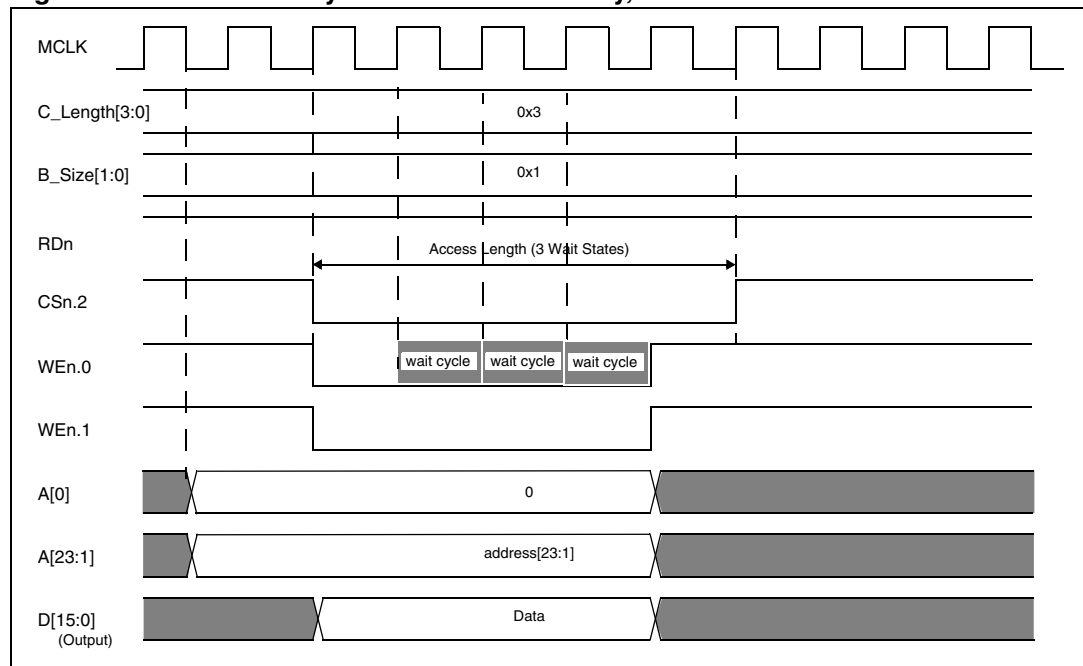 MCLK
C_Length[3:0]
0x3
B_Size[1:0]
0x1
RDn
Access Length (3 Wait States)
CSn.2
WEn.0
wait cycle wait cycle wait cycle
WEn.1
A[0]
0
A[23:1]
address[23:1]
D[15:0]
Data
(Output)